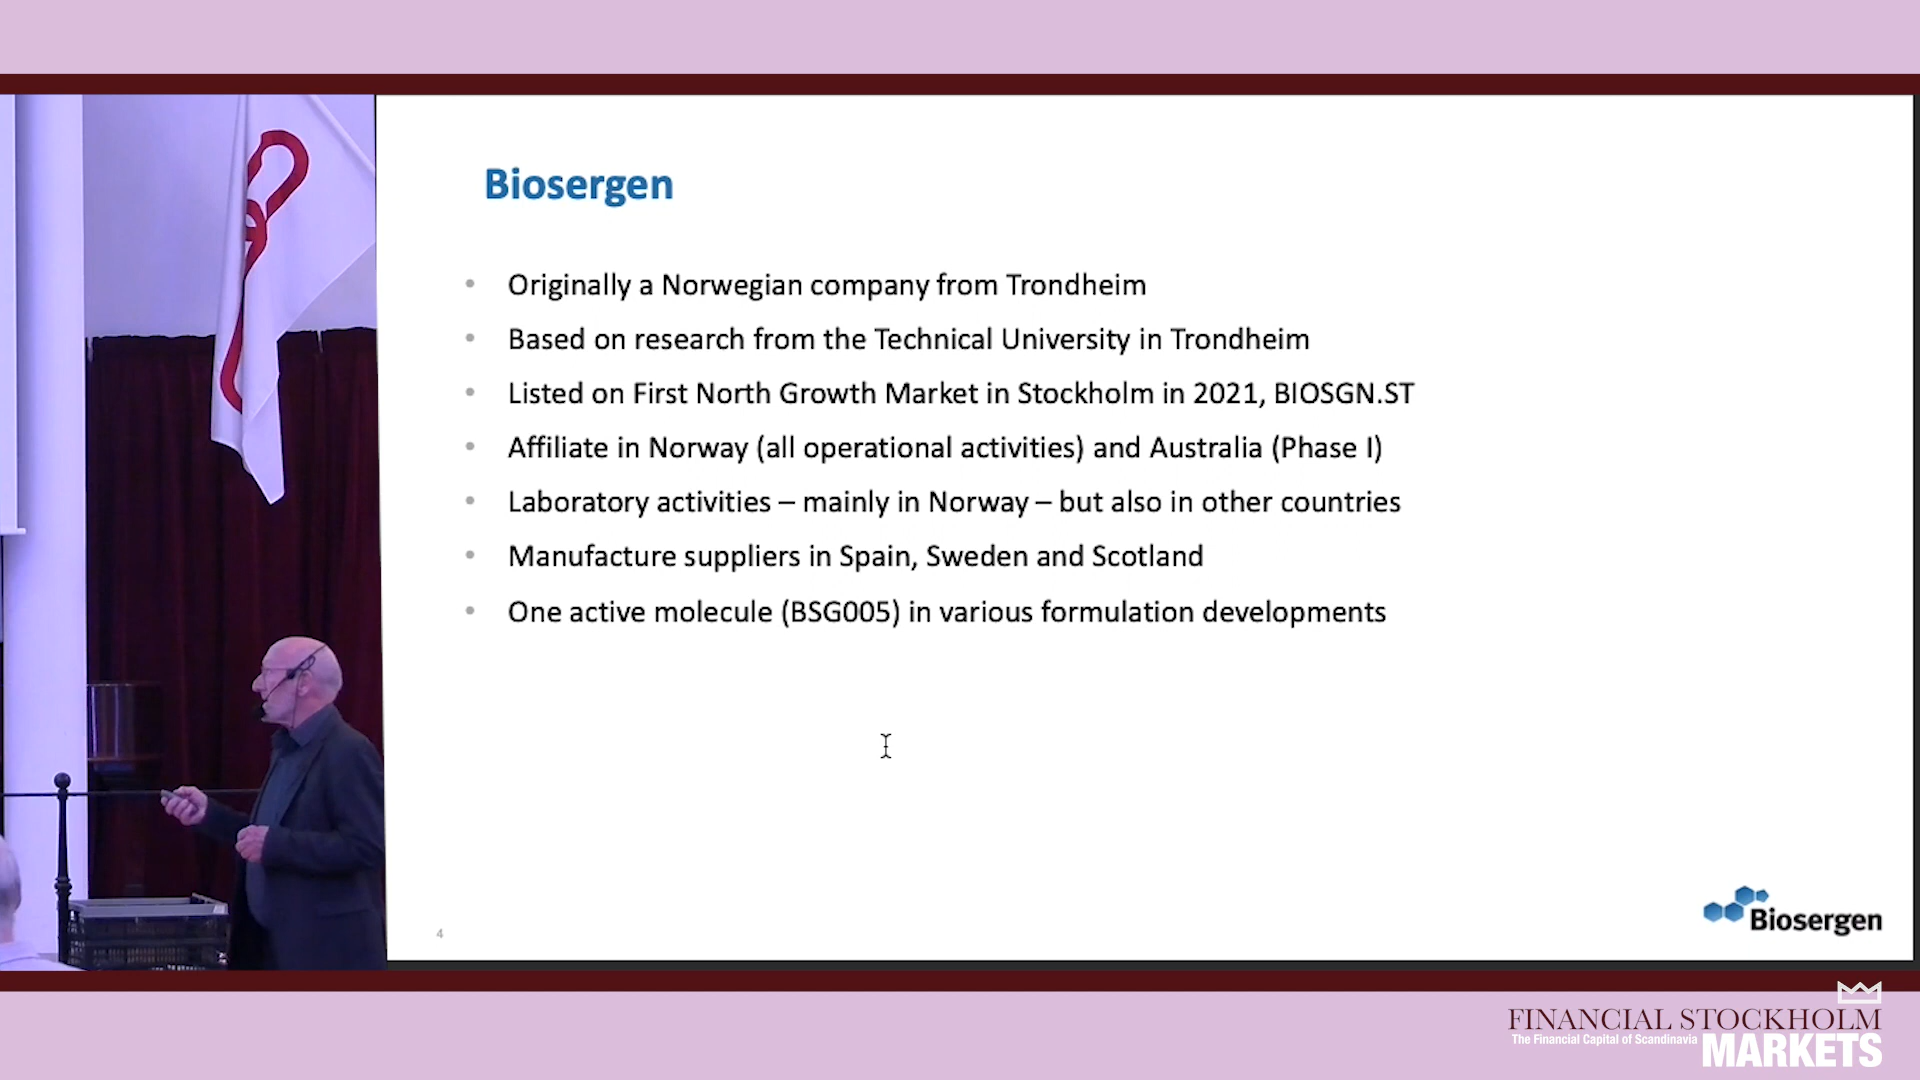 Biosergen
• Originally a Norwegian company from Trondheim
• Based on research from the Technical University in Trondheim
• Listed on First North Growth Market in Stockholm in 2021, BIOSGN.ST
• Affiliate in Norway (all operational activities) and Australia (Phase I)
• Laboratory activities – mainly in Norway – but also in other countries
• Manufacture suppliers in Spain, Sweden and Scotland
• One active molecule (BSG005) in various formulation developments
4
Biosergen
FINANCIAL STOCKHOLM
The Financial Capital of Scandinavia
MARKETS